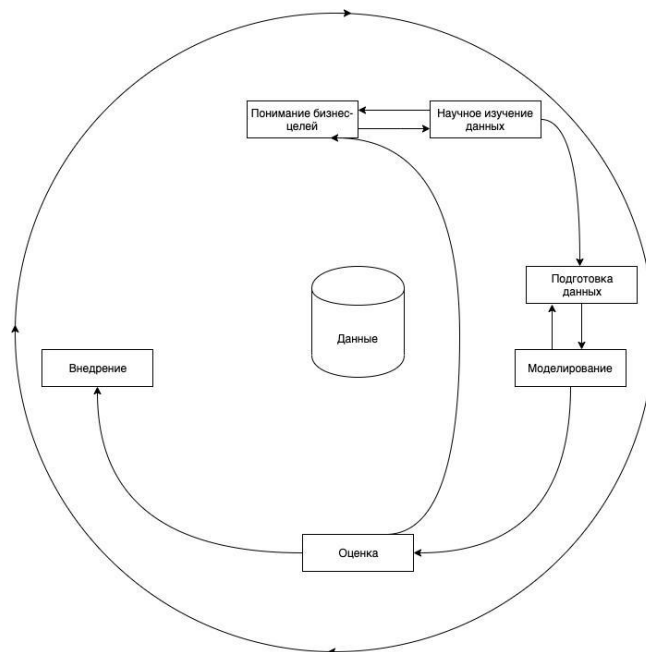 Понимание бизнес-
целей
Научное изучение
данных
Подготовка
данных
Данные
Внедрение
Моделирование
Оценка